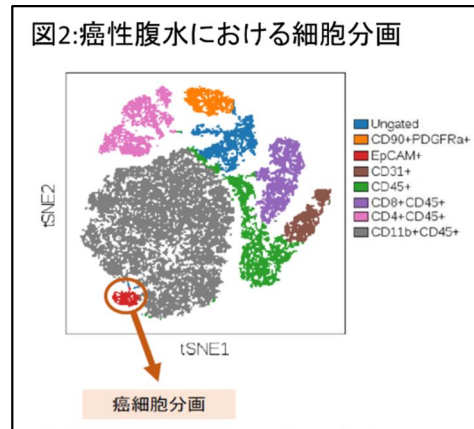 図2:癌性腹水における細胞分画
Ungated
CD90+PDGFRa+
EpCAM+
CD31+
CD45+
CD8+CD45+
CD4+CD45+
CD11b+CD45+
tSNE2
tSNE1
癌細胞分画